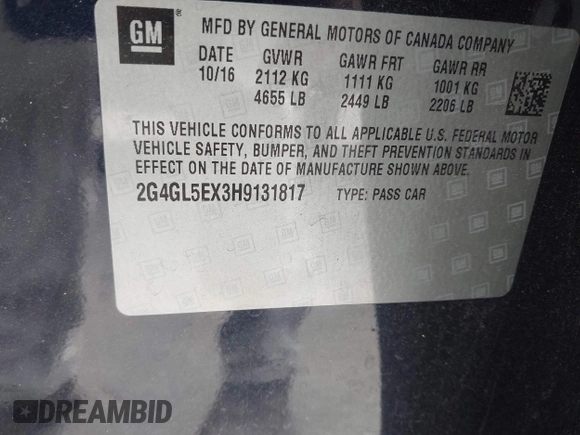 GM
MFD BY GENERAL MOTORS OF CANADA COMPANY
DATE GVWR GAWR FRT GAWR RR
10/16 2112 KG 1111 KG 1001 KG
4655 LB 2449 LB 2206 LB
THIS VEHICLE CONFORMS TO ALL APPLICABLE U.S. FEDERAL MOTOR
VEHICLE SAFETY, BUMPER, AND THEFT PREVENTION STANDARDS IN
EFFECT ON THE DATE OF MANUFACTURE SHOWN ABOVE.
2G4GL5EX3H9131817 TYPE: PASS CAR
DREAMBID